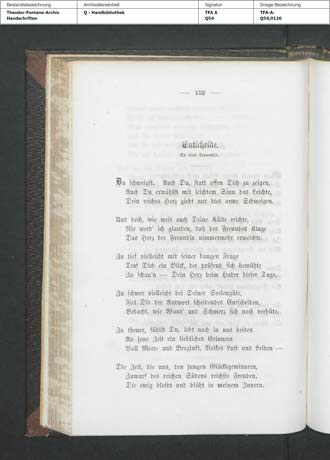 Bestandsbezeichnung
Theodor-Fontane-Archiv
Handschriften
Archivalieneinheit
Q - Handbibliothek
Signatur
TFA A
Q54
Image-Bezeichnung
TFA-A-
Q54,0126
— 112 —
Entscheide.
An eine Freundin.
Du schweigst. Auch Du, statt offen Dich zu zeigen,
Auch Du erwählst mit leichtem Sinn das Leichte,
Dein reiches Herz giebt nur dies arme Schweigen.
Und doch, wie weit auch Deine Kälte reichte,
Nie werd' ich glauben, daß des Freundes Klage
Das Herz der Freundin nimmermehr erweichte.
Zu tief vielleicht mit seiner bangen Frage
Traf Dich ein Blick, der prüfend sich bewühte
Zu schau'n — Dein Herz beim Hader dieser Tage.
Zu schwer vielleicht bei Deiner Seelengüte,
Fiel Dir der Antwort scheidendes Entscheiden,
Bedacht, wie Wund' und Schmerz sich noch verhüte.
Zu theuer, fühlst Du, lebt noch in uns beiden
An jene Zeit ein liebliches Erinnern
Voll Meer- und Bergluft, Volkes Lust und Leiden —
Die Zeit, die uns, den jungen Glücksgewinnern,
Zuwarf des reichen Südens reichste Freuden,
Die ewig bleibt und blüht in meinem Innern.